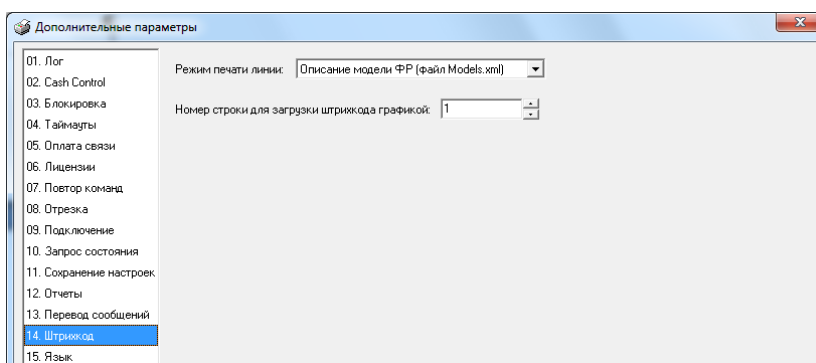 Дополнительные параметры
01. Лог
02. Cash Control
03. Блокировка
04. Таймауты
05. Оплата связи
06. Лицензии
07. Повтор команд
08. Отрезка
09. Подключение
10. Запрос состояния
11. Сохранение настроек
12. Отчеты
13. Перевод сообщений
14. Штрихкод
15. Язык
Режим печати линии: Описание модели ФР (файл Models.xml)
Номер строки для загрузки штрихкода графикой: 1